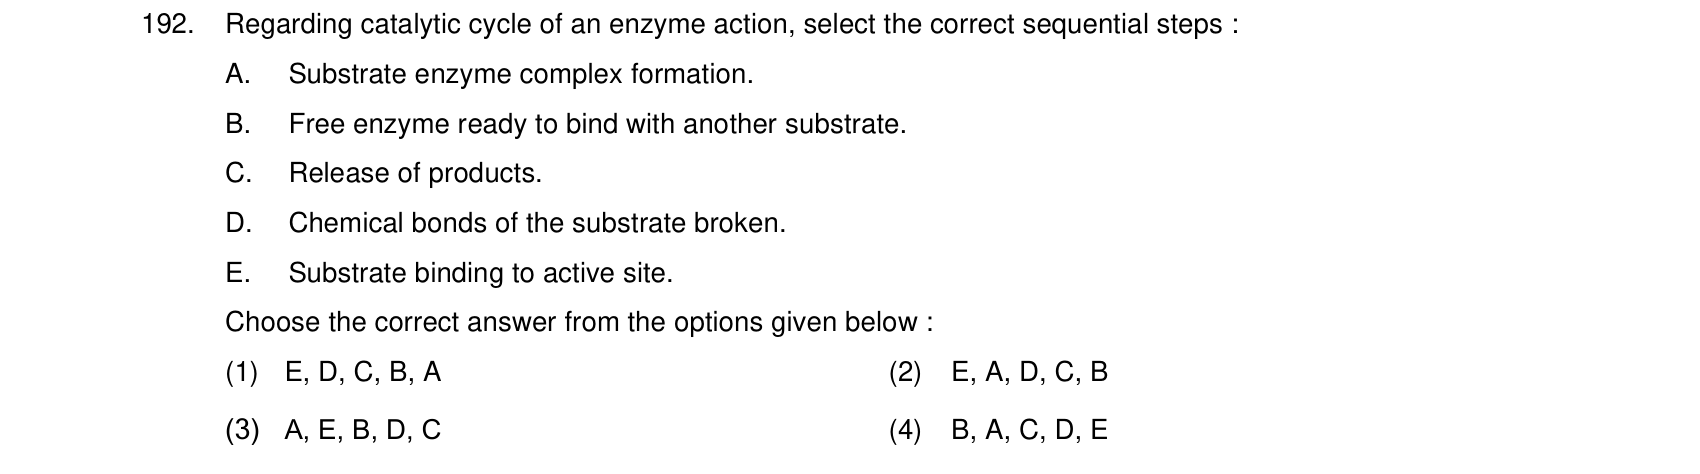 192. Regarding catalytic cycle of an enzyme action, select the correct sequential steps :
A. Substrate enzyme complex formation.
B. Free enzyme ready to bind with another substrate.
C. Release of products.
D. Chemical bonds of the substrate broken.
E. Substrate binding to active site.
Choose the correct answer from the options given below :
(1) E, D, C, B, A (2) E, A, D, C, B
(3) A, E, B, D, C (4) B, A, C, D, E